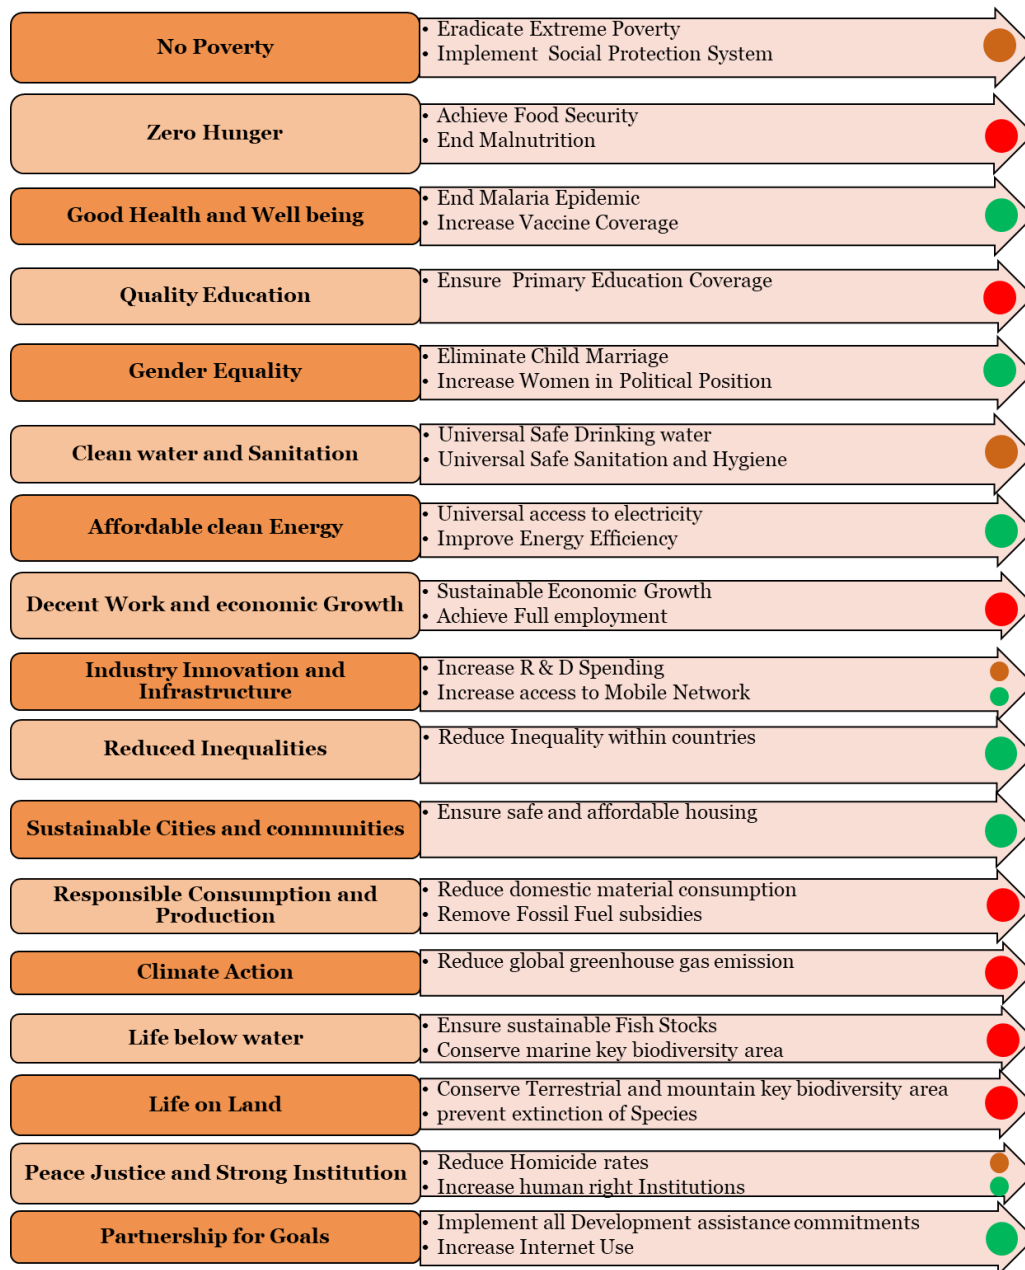 No Poverty
• Eradicate Extreme Poverty
• Implement Social Protection System
Zero Hunger
• Achieve Food Security
• End Malnutrition
Good Health and Well being
• End Malaria Epidemic
• Increase Vaccine Coverage
Quality Education
• Ensure Primary Education Coverage
Gender Equality
• Eliminate Child Marriage
• Increase Women in Political Position
Clean water and Sanitation
• Universal Safe Drinking water
• Universal Safe Sanitation and Hygiene
Affordable clean Energy
• Universal access to electricity
• Improve Energy Efficiency
Decent Work and economic Growth
• Sustainable Economic Growth
• Achieve Full employment
Industry Innovation and
Infrastructure
• Increase R & D Spending
• Increase access to Mobile Network
Reduced Inequalities
• Reduce Inequality within countries
Sustainable Cities and communities
• Ensure safe and affordable housing
Responsible Consumption and
Production
• Reduce domestic material consumption
• Remove Fossil Fuel subsidies
Climate Action
• Reduce global greenhouse gas emission
Life below water
• Ensure sustainable Fish Stocks
• Conserve marine key biodiversity area
Life on Land
• Conserve Terrestrial and mountain key biodiversity area
• prevent extinction of Species
Peace Justice and Strong Institution
• Reduce Homicide rates
• Increase human right Institutions
Partnership for Goals
• Implement all Development assistance commitments
• Increase Internet Use